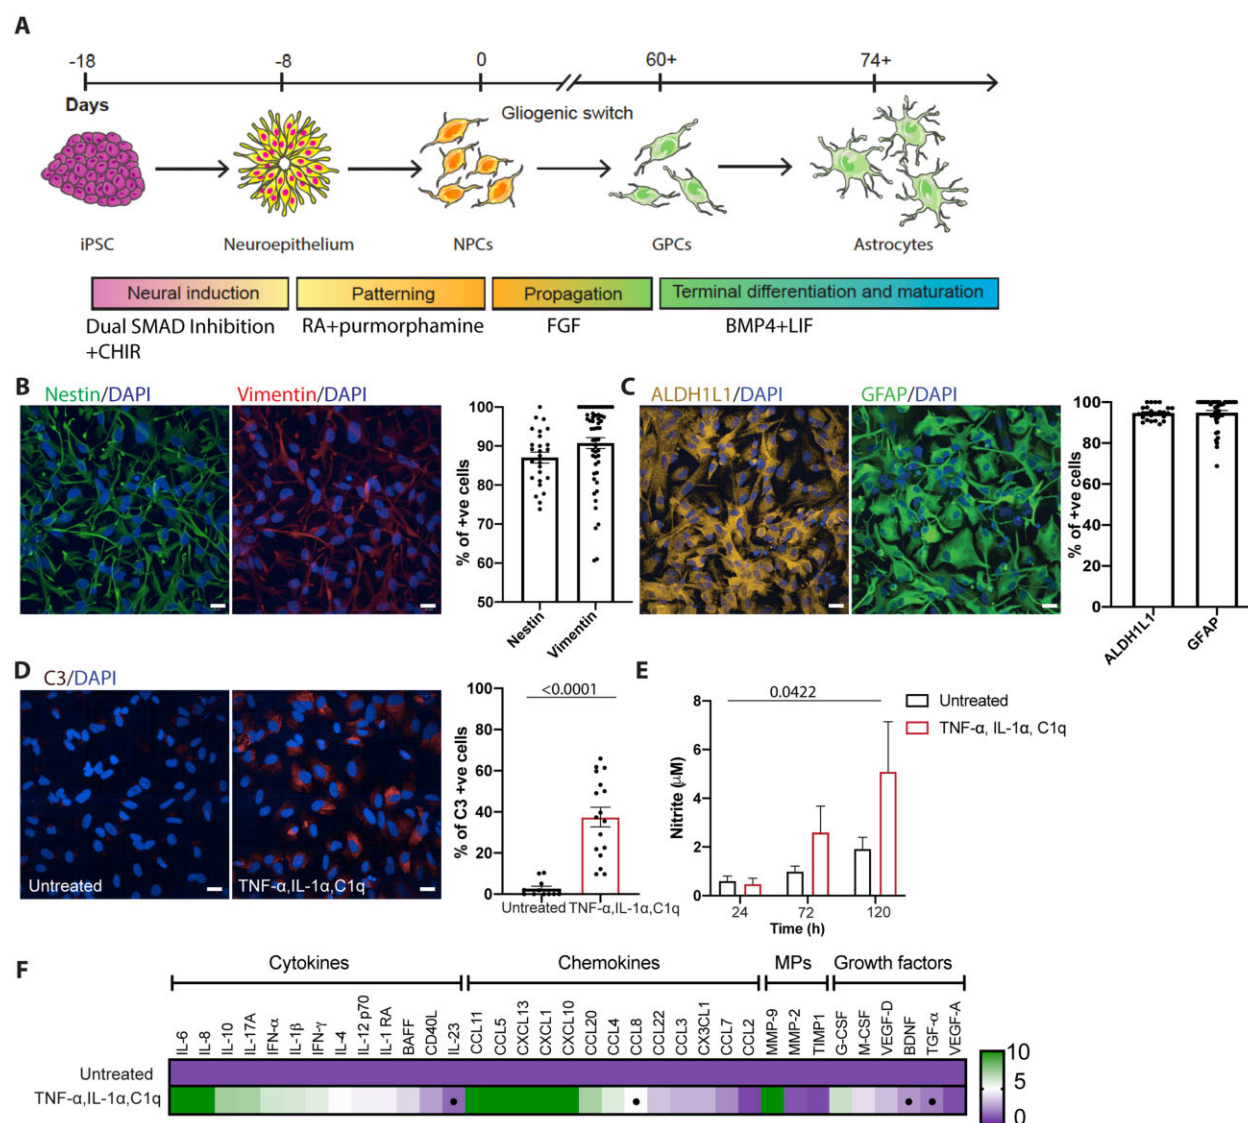 A
-18
-8
0
60+
74+
Days
Gliogenic switch
iPSC
Neuroepithelium
NPCs
GPCs
Astrocytes
Neural induction
Patterning
Propagation
Terminal differentiation and maturation
Dual SMAD Inhibition
+CHIR
RA+purmorphamine
FGF
BMP4+LIF
B
Nestin/DAPI
Vimentin/DAPI
% of +ve cells
100
90
80
70
60
50
Nestin
Vimentin
C
ALDH1L1/DAPI
GFAP/DAPI
% of +ve cells
100
80
60
40
20
0
ALDH1L1
GFAP
D
C3/DAPI
Untreated
TNF-α,IL-1α,C1q
% of C3 +ve cells
100
80
60
40
20
0
<0.0001
Untreated
TNF-α,IL-1α,C1q
E
Nitrite (μM)
8
6
4
2
0
0.0422
24
72
120
Time (h)
Untreated
TNF-α, IL-1α, C1q
F
Cytokines
Chemokines
MPs
Growth factors
IL-6
IL-8
IL-10
IL-17A
IFN-α
IL-1β
IFN-γ
IL-4
IL-12 p70
IL-1 RA
BAFF
CD40L
IL-23
CCL11
CCL5
CXCL13
CXCL1
CXCL10
CCL20
CCL4
CCL8
CCL22
CCL3
CX3CL1
CCL7
CCL2
MMP-9
MMP-2
TIMP1
G-CSF
M-CSF
VEGF-D
BDNF
TGF-α
VEGF-A
Untreated
TNF-α,IL-1α,C1q
10
5
0